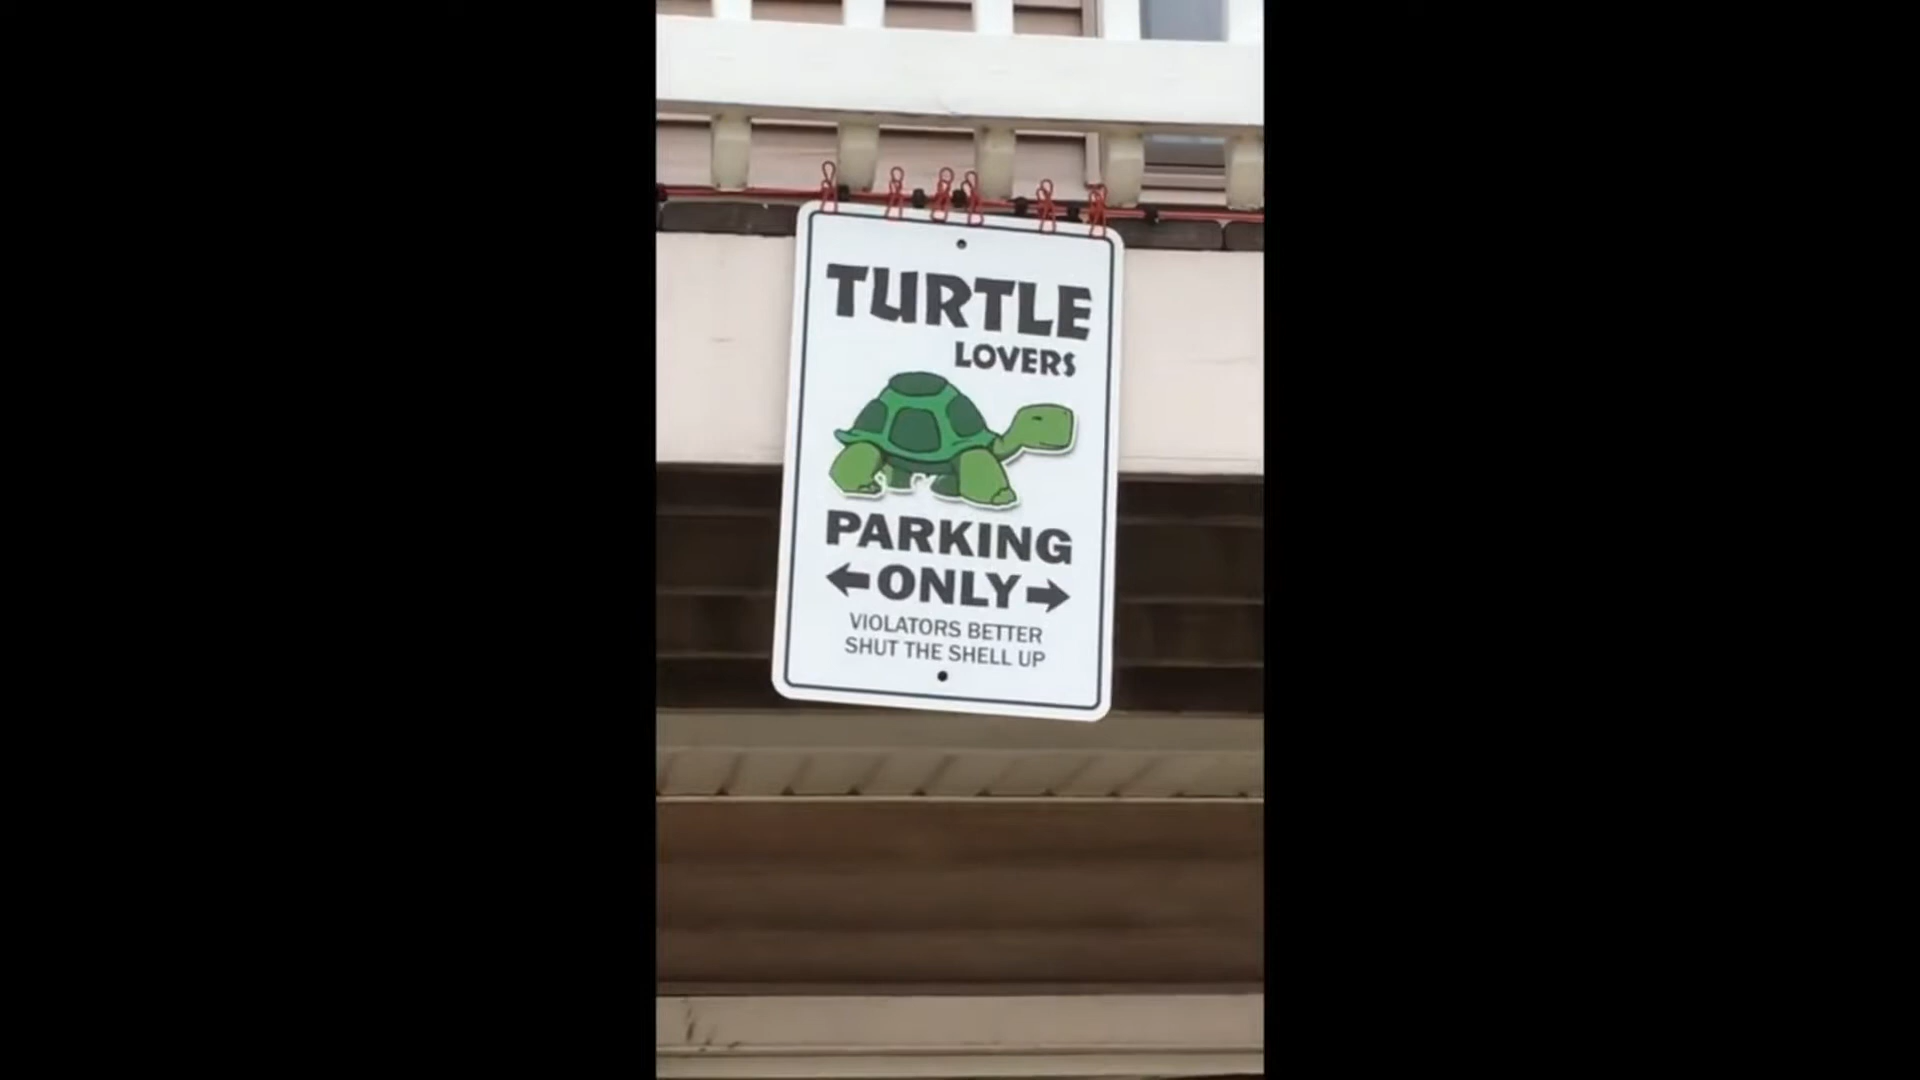 TURTLE
LOVERS
PARKING
ONLY
VIOLATORS BETTER
SHUT THE SHELL UP